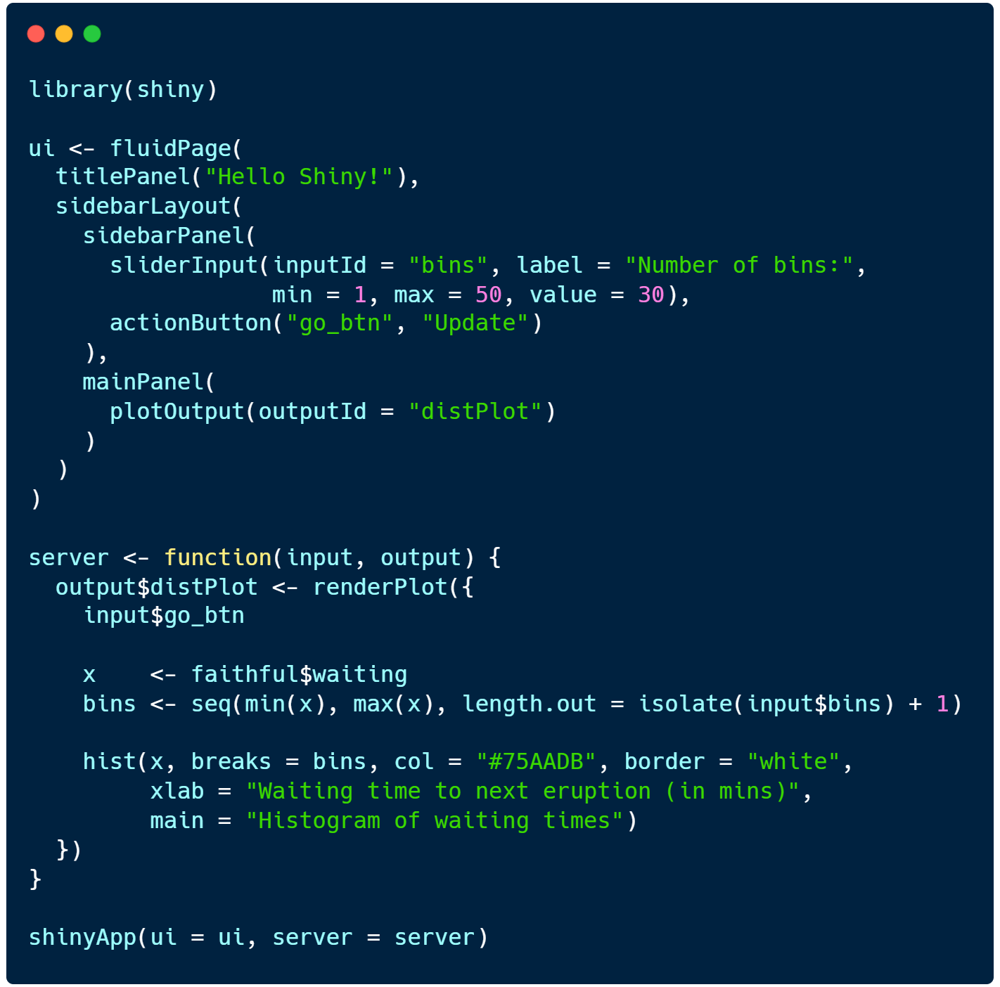 library(shiny)

ui <- fluidPage(
  titlePanel("Hello Shiny!"),
  sidebarLayout(
    sidebarPanel(
      sliderInput(inputId = "bins", label = "Number of bins:",
                  min = 1, max = 50, value = 30),
      actionButton("go_btn", "Update")
    ),
    mainPanel(
      plotOutput(outputId = "distPlot")
    )
  )
)

server <- function(input, output) {
  output$distPlot <- renderPlot({
    input$go_btn

    x    <- faithful$waiting
    bins <- seq(min(x), max(x), length.out = isolate(input$bins) + 1)

    hist(x, breaks = bins, col = "#75AADB", border = "white",
         xlab = "Waiting time to next eruption (in mins)",
         main = "Histogram of waiting times")
  })
}

shinyApp(ui = ui, server = server)